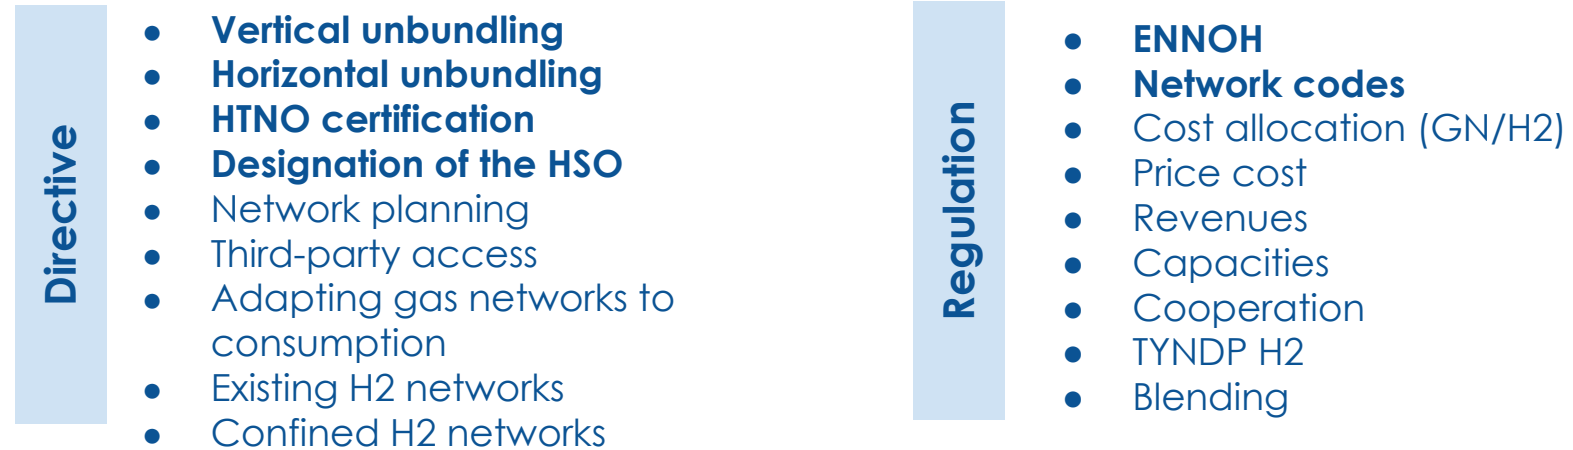 Directive
● Vertical unbundling
● Horizontal unbundling
● HTNO certification
● Designation of the HSO
● Network planning
● Third-party access
● Adapting gas networks to
consumption
● Existing H2 networks
● Confined H2 networks
Regulation
● ENNOH
● Network codes
● Cost allocation (GN/H2)
● Price cost
● Revenues
● Capacities
● Cooperation
● TYNDP H2
● Blending